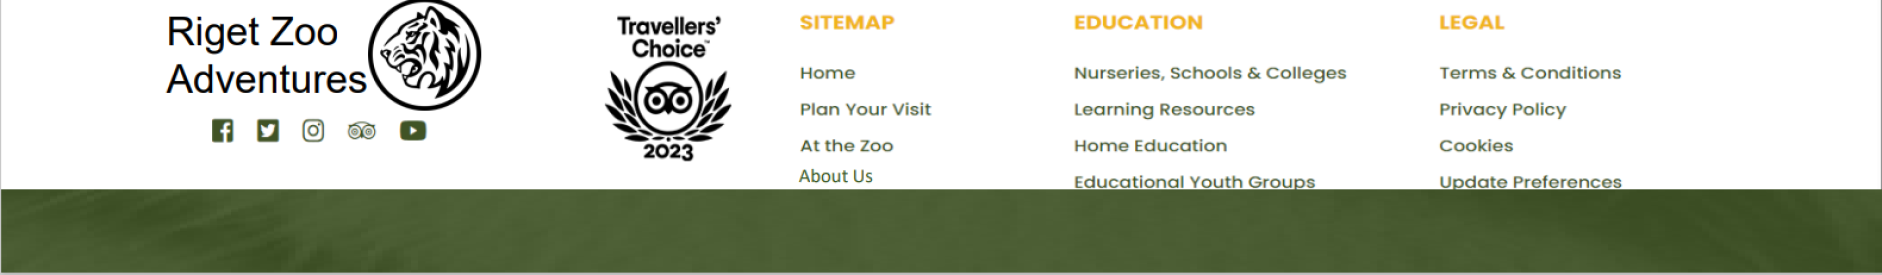 Riget Zoo
Adventures
Travellers’
Choice™
2023
SITEMAP
Home
Plan Your Visit
At the Zoo
About Us
EDUCATION
Nurseries, Schools & Colleges
Learning Resources
Home Education
Educational Youth Groups
LEGAL
Terms & Conditions
Privacy Policy
Cookies
Update Preferences